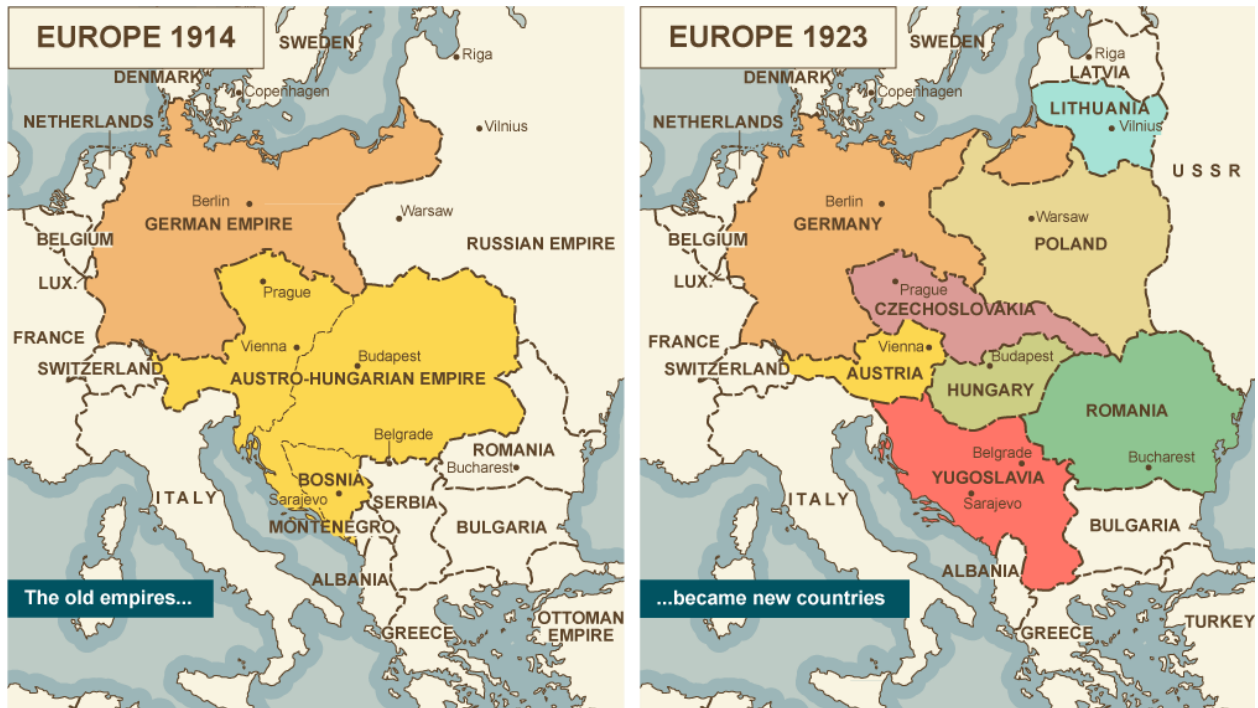 EUROPE 1914
SWEDEN
Riga
DENMARK
Copenhagen
NETHERLANDS
Vilnius
Berlin
GERMAN EMPIRE
Warsaw
BELGIUM
RUSSIAN EMPIRE
LUX.
Prague
FRANCE
Vienna
Budapest
SWITZERLAND
AUSTRO-HUNGARIAN EMPIRE
Belgrade
ROMANIA
Bucharest
BOSNIA
Sarajevo
ITALY
SERBIA
MONTENEGRO
BULGARIA
ALBANIA
The old empires...
OTTOMAN
EMPIRE
GREECE
EUROPE 1923
SWEDEN
Riga
LATVIA
DENMARK
Copenhagen
LITHUANIA
NETHERLANDS
Vilnius
USSR
Berlin
GERMANY
Warsaw
POLAND
BELGIUM
LUX.
Prague
CZECHOSLOVAKIA
FRANCE
Vienna
Budapest
SWITZERLAND
AUSTRIA
HUNGARY
ROMANIA
Belgrade
Bucharest
YUGOSLAVIA
Sarajevo
ITALY
BULGARIA
ALBANIA
...became new countries
TURKEY
GREECE